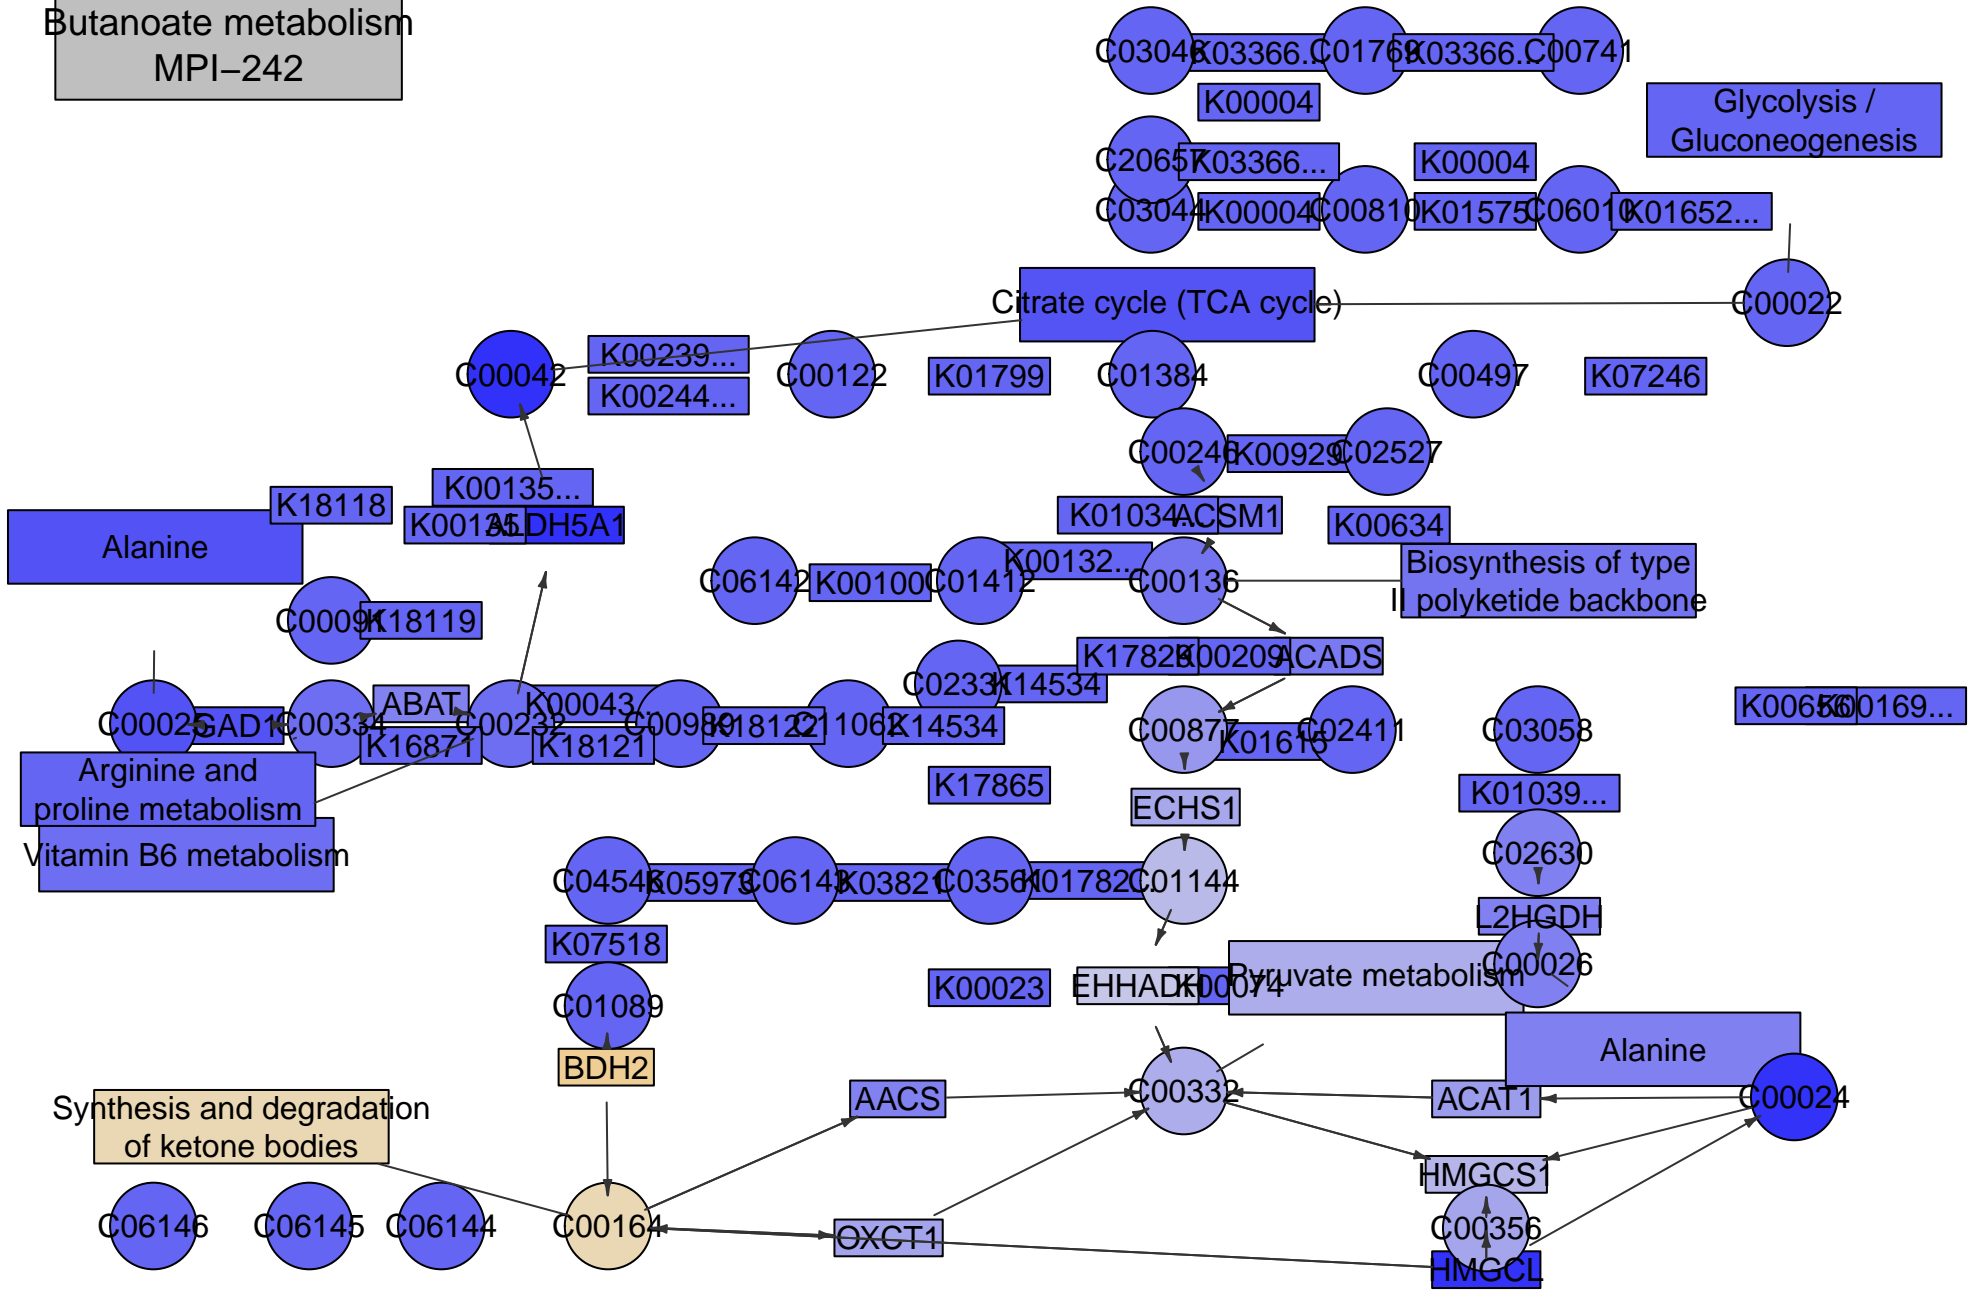 Butanoate metabolism
MPI−242
C03046
K03366...
C01769
K03366...
C00741
K00004
Glycolysis /
Gluconeogenesis
C20657
K03366...
K00004
C03044
K00004
C00810
K01575
C06010
K01652...
Citrate cycle (TCA cycle)
C00022
C00042
K00239...
K00244...
C00122
K01799
C01384
C00497
K07246
C00246
K00929
C02527
K18118
K00135...
K00135
ALDH5A1
K01034...
ACSM1
K00634
Alanine
C06142
K00100
C01412
K00132...
C00136
Biosynthesis of type
II polyketide backbone
C00091
K18119
K17829
K00209
ACADS
C02331
K14534
C00025
GAD1
C00334
ABAT
K16871
C00232
K00043...
K18121
C00989
K18122
C11062
K14534
C00877
K01615
C02411
C03058
K00656
K00169...
Arginine and
proline metabolism
K17865
ECHS1
K01039...
Vitamin B6 metabolism
C02630
C04546
K05973
C06143
K03821
C03561
K01782...
C01144
L2HGDH
K07518
C00026
K00023
EHHADH
K00074
Pyruvate metabolism
C01089
BDH2
Alanine
Synthesis and degradation
of ketone bodies
AACS
C00332
ACAT1
C00024
HMGCS1
C06146
C06145
C06144
C00164
OXCT1
C00356
HMGCL